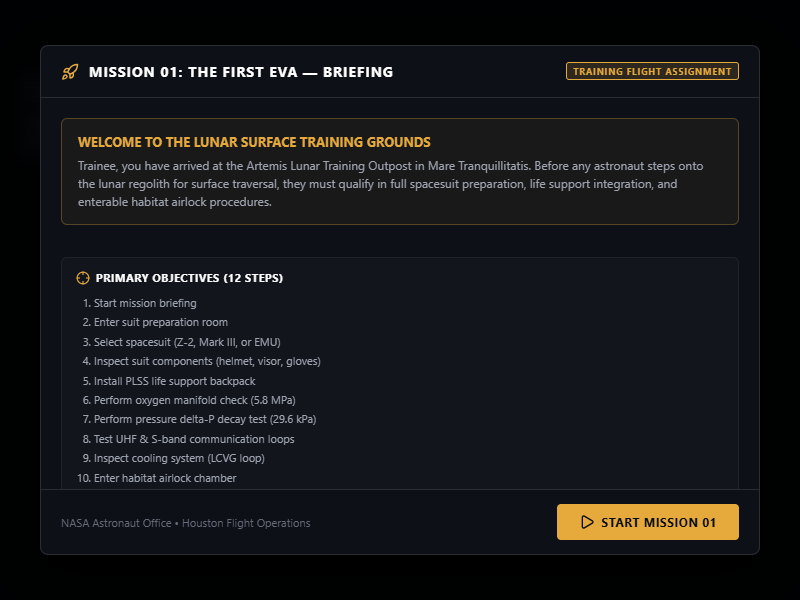 MISSION 01: THE FIRST EVA — BRIEFING
TRAINING FLIGHT ASSIGNMENT
WELCOME TO THE LUNAR SURFACE TRAINING GROUNDS
Trainee, you have arrived at the Artemis Lunar Training Outpost in Mare Tranquillitatis. Before any astronaut steps onto
the lunar regolith for surface traversal, they must qualify in full spacesuit preparation, life support integration, and
enterable habitat airlock procedures.
PRIMARY OBJECTIVES (12 STEPS)
1. Start mission briefing
2. Enter suit preparation room
3. Select spacesuit (Z-2, Mark III, or EMU)
4. Inspect suit components (helmet, visor, gloves)
5. Install PLSS life support backpack
6. Perform oxygen manifold check (5.8 MPa)
7. Perform pressure delta-P decay test (29.6 kPa)
8. Test UHF & S-band communication loops
9. Inspect cooling system (LCVG loop)
10. Enter habitat airlock chamber
NASA Astronaut Office • Houston Flight Operations
START MISSION 01